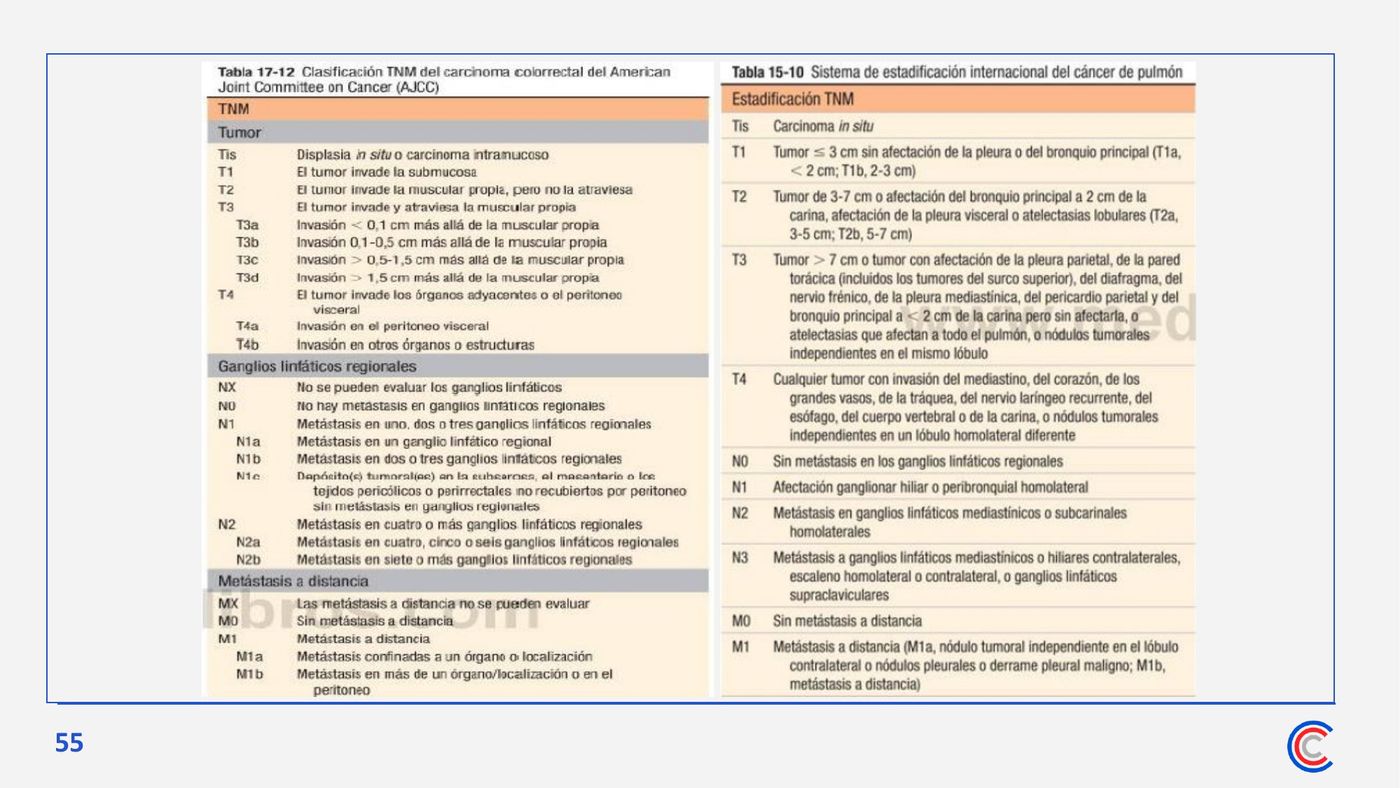 Tabla 17-12 Clasificación TNM del carcinoma colorrectal del American
Joint Committee on Cancer (AJCC)
TNM
Tumor
Tis Displasia in situ o carcinoma intramucoso
T1 El tumor invade la submucosa
T2 El tumor invade la muscular propia, pero no la atraviesa
T3 El tumor invade y atraviesa la muscular propia
T3a Invasión < 0,1 cm más allá de la muscular propia
T3b Invasión 0,1-0,5 cm más allá de la muscular propia
T3c Invasión > 0,5-1,5 cm más allá de la muscular propia
T3d Invasión > 1,5 cm más allá de la muscular propia
T4 El tumor invade los órganos adyacentes o el peritoneo
visceral
T4a Invasión en el peritoneo visceral
T4b Invasión en otros órganos o estructuras
Ganglios linfáticos regionales
NX No se pueden evaluar los ganglios linfáticos
N0 No hay metástasis en ganglios linfáticos regionales
N1 Metástasis en uno, dos o tres ganglios linfáticos regionales
N1a Metástasis en un ganglio linfático regional
N1b Metástasis en dos o tres ganglios linfáticos regionales
N1c Depósito(s) tumoral(es) en la subserosa, el mesenterio o los
tejidos pericólicos o perirrectales no recubiertos por peritoneo
sin metástasis en ganglios regionales
N2 Metástasis en cuatro o más ganglios linfáticos regionales
N2a Metástasis en cuatro, cinco o seis ganglios linfáticos regionales
N2b Metástasis en siete o más ganglios linfáticos regionales
Metástasis a distancia
MX Las metástasis a distancia no se pueden evaluar
M0 Sin metástasis a distancia
M1 Metástasis a distancia
M1a Metástasis confinadas a un órgano o localización
M1b Metástasis en más de un órgano/localización o en el
peritoneo
libros.com
Tabla 15-10 Sistema de estadificación internacional del cáncer de pulmón
Estadificación TNM
Tis Carcinoma in situ
T1 Tumor ≤ 3 cm sin afectación de la pleura o del bronquio principal (T1a,
< 2 cm; T1b, 2-3 cm)
T2 Tumor de 3-7 cm o afectación del bronquio principal a 2 cm de la
carina, afectación de la pleura visceral o atelectasias lobulares (T2a,
3-5 cm; T2b, 5-7 cm)
T3 Tumor > 7 cm o tumor con afectación de la pleura parietal, de la pared
torácica (incluidos los tumores del surco superior), del diafragma, del
nervio frénico, de la pleura mediastínica, del pericardio parietal y del
bronquio principal a < 2 cm de la carina pero sin afectarla, o
atelectasias que afectan a todo el pulmón, o nódulos tumorales
independientes en el mismo lóbulo
www.med
T4 Cualquier tumor con invasión del mediastino, del corazón, de los
grandes vasos, de la tráquea, del nervio laríngeo recurrente, del
esófago, del cuerpo vertebral o de la carina, o nódulos tumorales
independientes en un lóbulo homolateral diferente
N0 Sin metástasis en los ganglios linfáticos regionales
N1 Afectación ganglionar hiliar o peribronquial homolateral
N2 Metástasis en ganglios linfáticos mediastínicos o subcarinales
homolaterales
N3 Metástasis a ganglios linfáticos mediastínicos o hiliares contralaterales,
escaleno homolateral o contralateral, o ganglios linfáticos
supraclaviculares
M0 Sin metástasis a distancia
M1 Metástasis a distancia (M1a, nódulo tumoral independiente en el lóbulo
contralateral o nódulos pleurales o derrame pleural maligno; M1b,
metástasis a distancia)
55